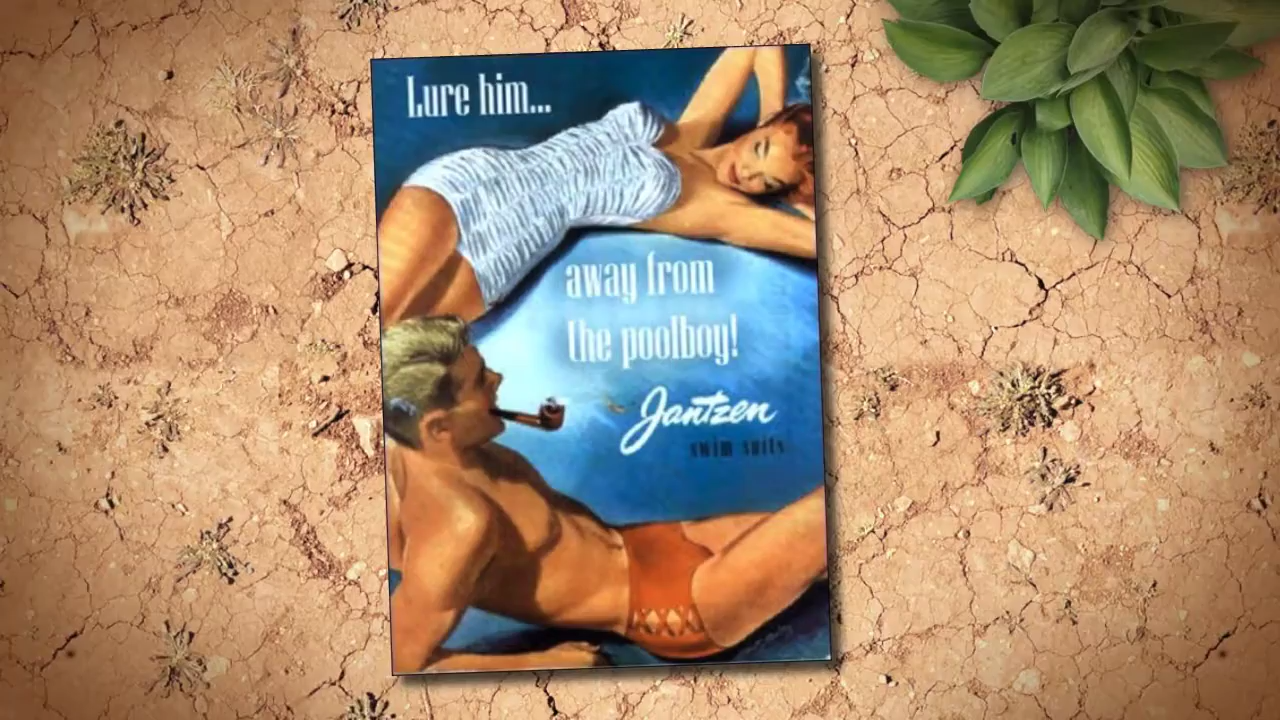 Lure him...
away from
the poolboy!
Jantzen
swim suits